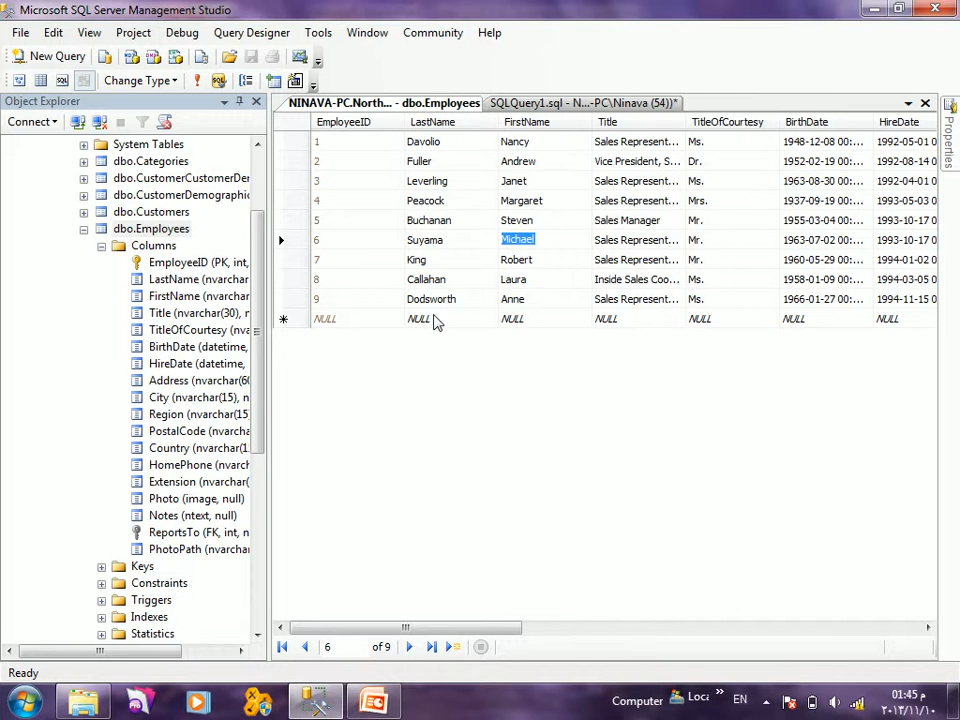 Microsoft SQL Server Management Studio
File Edit View Project Debug Query Designer Tools Window Community Help
New Query
Change Type
Object Explorer
Connect
System Tables
dbo.Categories
dbo.CustomerCustomerDer
dbo.CustomerDemographic
dbo.Customers
dbo.Employees
Columns
EmployeeID (PK, int,
LastName (nvarchar
FirstName (nvarchar
Title (nvarchar(30), n
TitleOfCourtesy (nva
BirthDate (datetime,
HireDate (datetime,
Address (nvarchar(60
City (nvarchar(15), n
Region (nvarchar(15)
PostalCode (nvarchar
Country (nvarchar(1
HomePhone (nvarchar
Extension (nvarchar
Photo (image, null)
Notes (ntext, null)
ReportsTo (FK, int, n
PhotoPath (nvarchar
Keys
Constraints
Triggers
Indexes
Statistics
NINAVA-PC.North... - dbo.Employees SQLQuery1.sql - N...-PC\Ninava (54))*
EmployeeID LastName FirstName Title TitleOfCourtesy BirthDate HireDate
1 Davolio Nancy Sales Represent... Ms. 1948-12-08 00:... 1992-05-01 0
2 Fuller Andrew Vice President, S... Dr. 1952-02-19 00:... 1992-08-14 0
3 Leverling Janet Sales Represent... Ms. 1963-08-30 00:... 1992-04-01 0
4 Peacock Margaret Sales Represent... Mrs. 1937-09-19 00:... 1993-05-03 0
5 Buchanan Steven Sales Manager Mr. 1955-03-04 00:... 1993-10-17 0
6 Suyama Michael Sales Represent... Mr. 1963-07-02 00:... 1993-10-17 0
7 King Robert Sales Represent... Mr. 1960-05-29 00:... 1994-01-02 0
8 Callahan Laura Inside Sales Coo... Ms. 1958-01-09 00:... 1994-03-05 0
9 Dodsworth Anne Sales Represent... Ms. 1966-01-27 00:... 1994-11-15 0
NULL NULL NULL NULL NULL NULL NULL
6 of 9
Properties
Ready
Computer Loca EN
01:45 م
٢٠١٣/١١/١٠